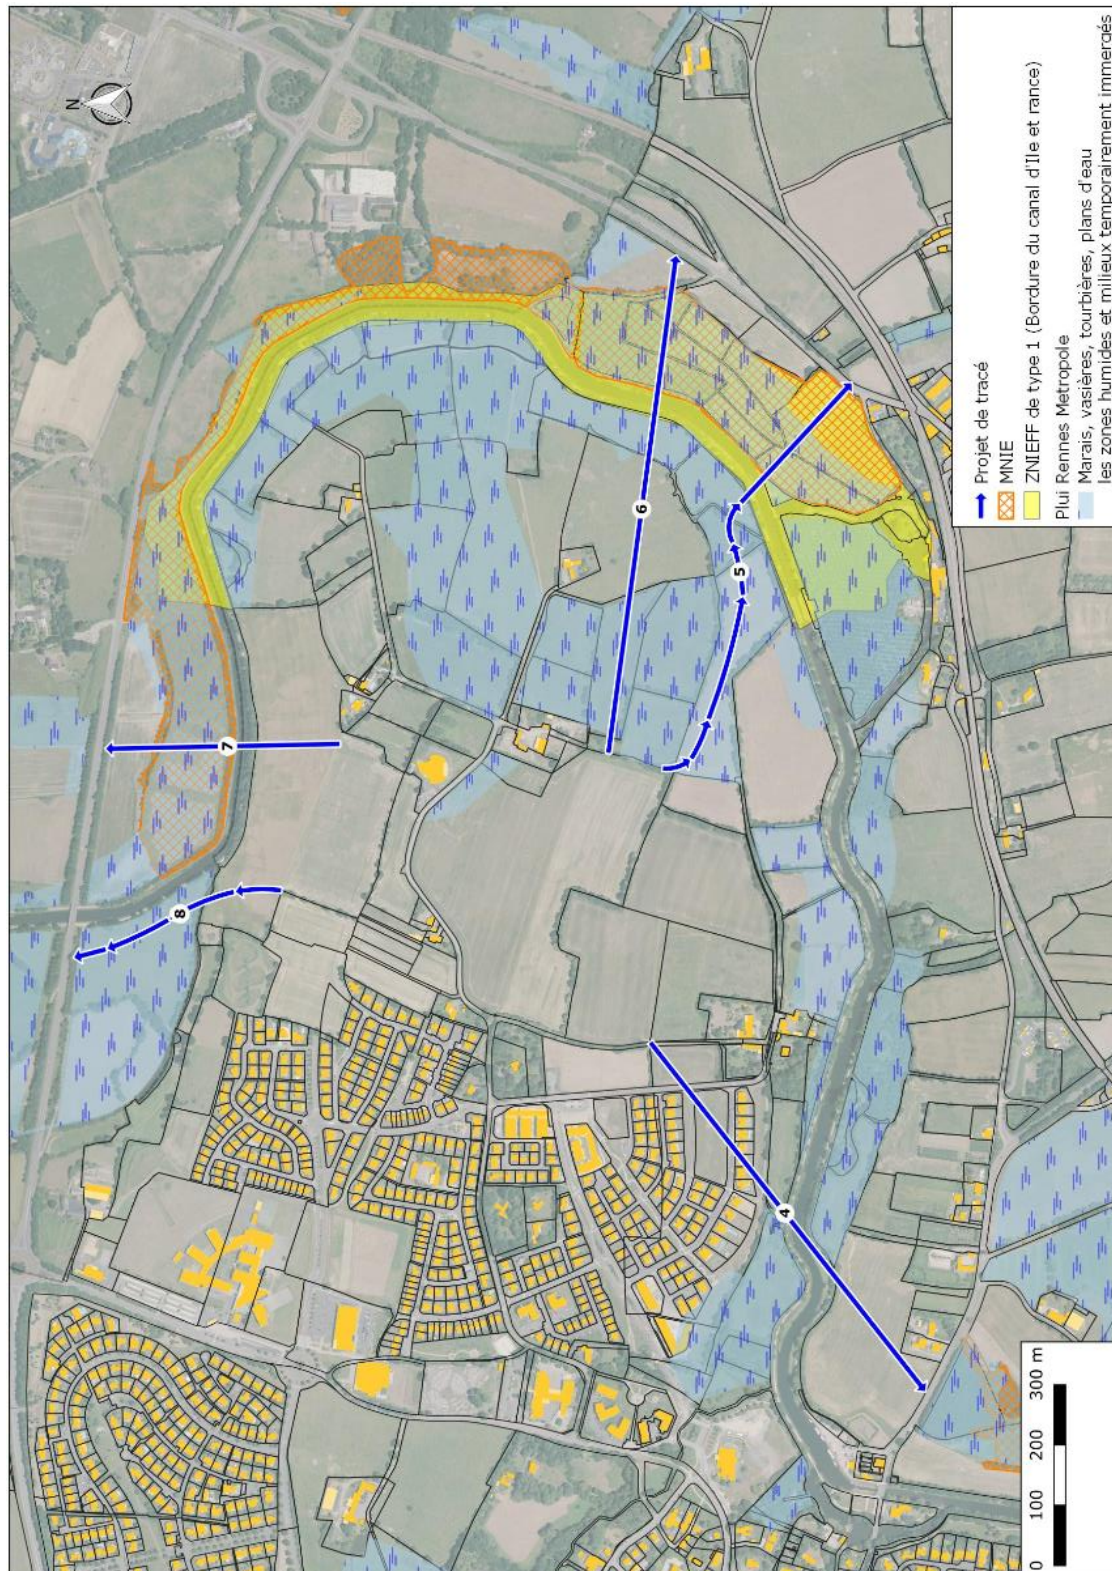 N
7
8
6
5
4
Projet de tracé
MNIE
ZNIEFF de type 1 (Bordure du canal d'Ile et rance)
Plui Rennes Metropole
Marais, vasières, tourbières, plans d'eau
les zones humides et milieux temporairement immergés
0 100 200 300 m